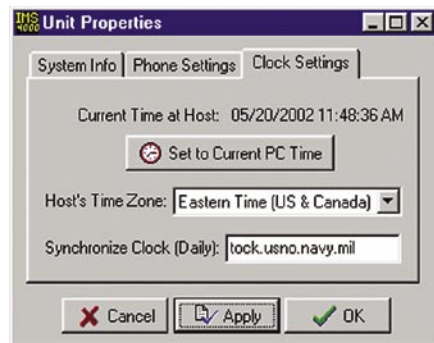 IMS 4000 Unit Properties
System Info Phone Settings Clock Settings
Current Time at Host: 05/20/2002 11:48:36 AM
Set to Current PC Time
Host's Time Zone: Eastern Time (US & Canada)
Synchronize Clock (Daily): tock.usno.navy.mil
Cancel Apply OK